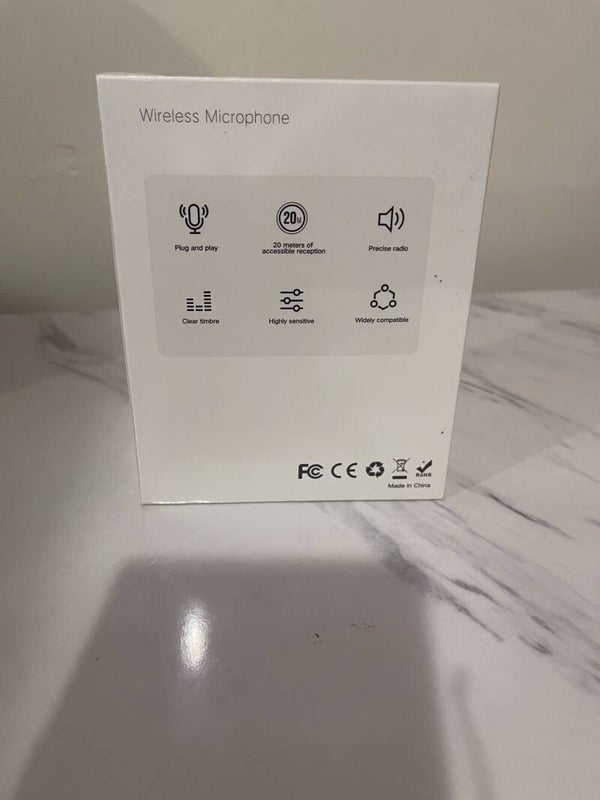 Wireless Microphone
20M
Plug and play
20 meters of
accessible reception
Precise radio
Clear timbre
Highly sensitive
Widely compatible
FC CE
RoHS
Made in China